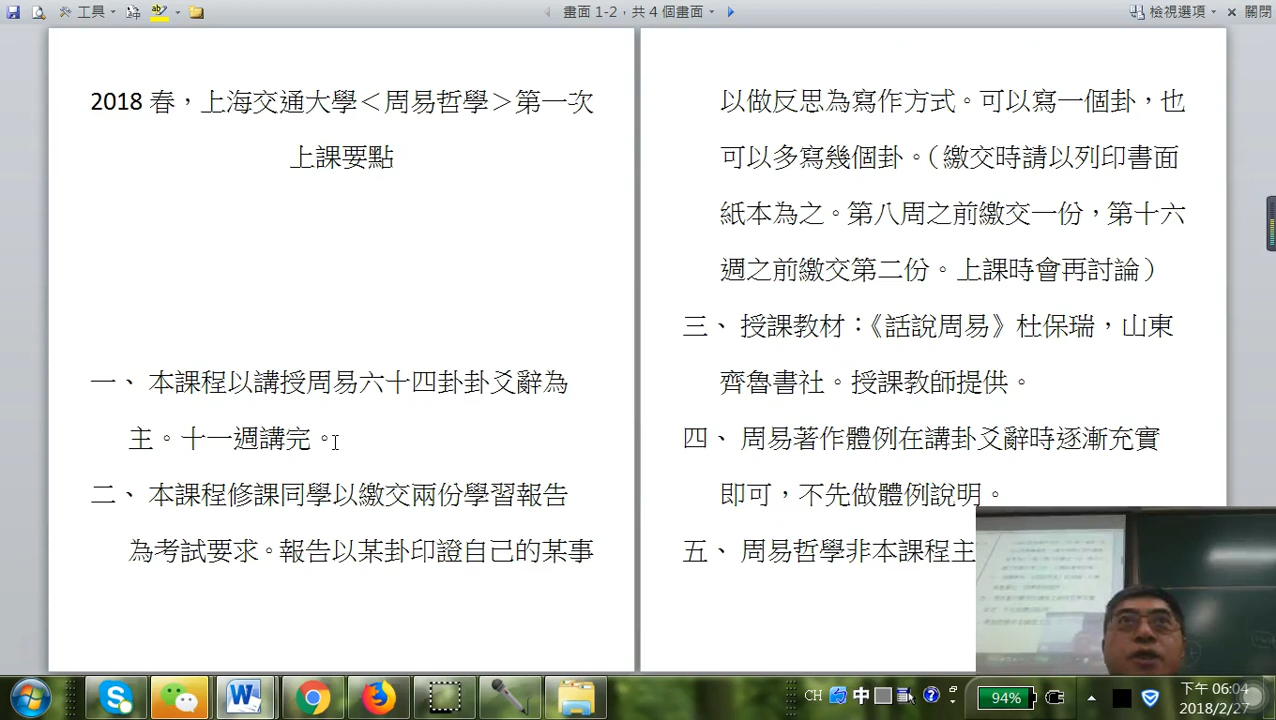 工具
畫面 1-2，共 4 個畫面
檢視選項
關閉
2018 春，上海交通大學＜周易哲學＞第一次
上課要點
一、 本課程以講授周易六十四卦卦爻辭為
主。十一週講完。
二、 本課程修課同學以繳交兩份學習報告
為考試要求。報告以某卦印證自己的某事
以做反思為寫作方式。可以寫一個卦，也
可以多寫幾個卦。（繳交時請以列印書面
紙本為之。第八周之前繳交一份，第十六
週之前繳交第二份。上課時會再討論）
三、 授課教材：《話說周易》杜保瑞，山東
齊魯書社。授課教師提供。
四、 周易著作體例在講卦爻辭時逐漸充實
即可，不先做體例說明。
五、 周易哲學非本課程主
CH
中
94%
下午 06:04
2018/2/27